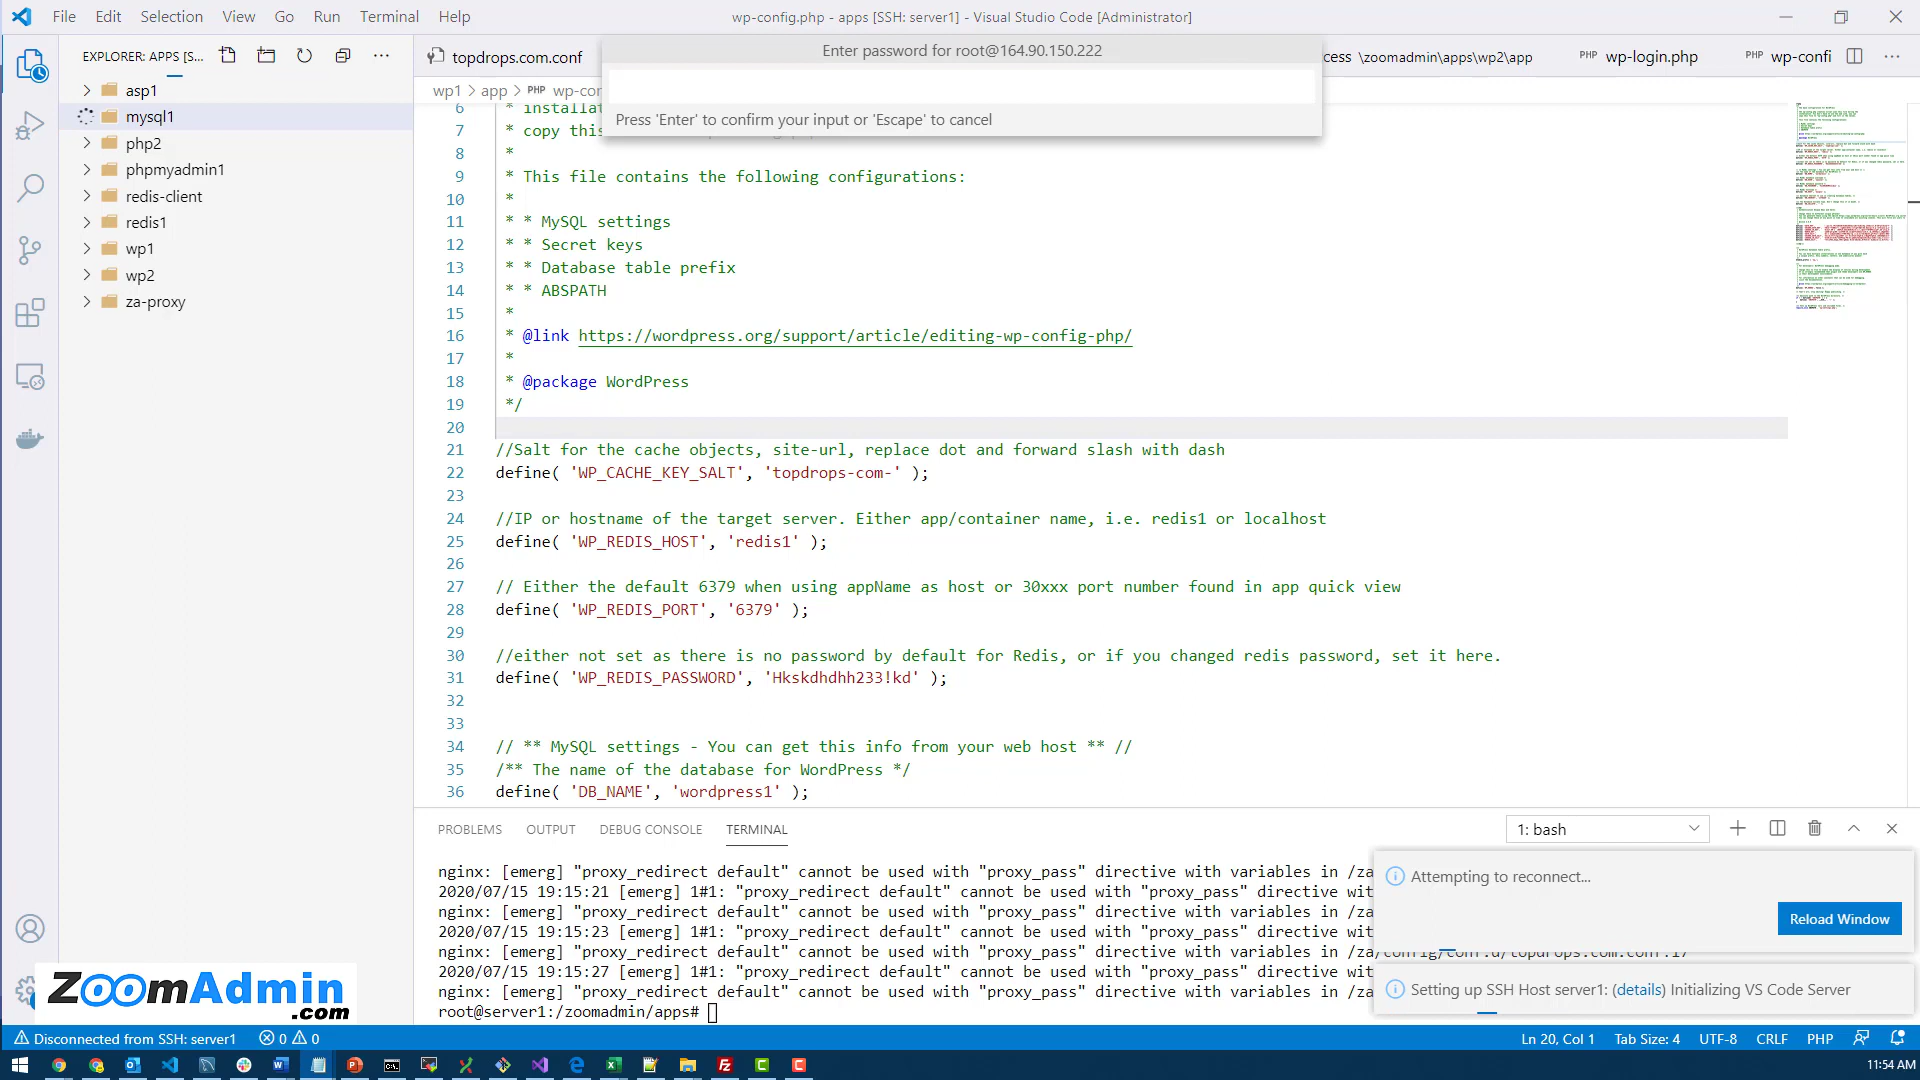 File Edit Selection View Go Run Terminal Help
wp-config.php - apps [SSH: server1] - Visual Studio Code [Administrator]
EXPLORER: APPS [S...
topdrops.com.conf
Enter password for root@164.90.150.222
cess \zoomadmin\apps\wp2\app
PHP wp-login.php
PHP wp-confi
wp1 > app > PHP wp-cor
Press 'Enter' to confirm your input or 'Escape' to cancel
asp1
mysql1
php2
phpmyadmin1
redis-client
redis1
wp1
wp2
za-proxy
6 * installat
7 * copy this
8 *
9 * This file contains the following configurations:
10 *
11 * * MySQL settings
12 * * Secret keys
13 * * Database table prefix
14 * * ABSPATH
15 *
16 * @link https://wordpress.org/support/article/editing-wp-config-php/
17 *
18 * @package WordPress
19 */
20
21 //Salt for the cache objects, site-url, replace dot and forward slash with dash
22 define( 'WP_CACHE_KEY_SALT', 'topdrops-com-' );
23
24 //IP or hostname of the target server. Either app/container name, i.e. redis1 or localhost
25 define( 'WP_REDIS_HOST', 'redis1' );
26
27 // Either the default 6379 when using appName as host or 30xxx port number found in app quick view
28 define( 'WP_REDIS_PORT', '6379' );
29
30 //either not set as there is no password by default for Redis, or if you changed redis password, set it here.
31 define( 'WP_REDIS_PASSWORD', 'Hkskdhdhh233!kd' );
32
33
34 // ** MySQL settings - You can get this info from your web host ** //
35 /** The name of the database for WordPress */
36 define( 'DB_NAME', 'wordpress1' );
PROBLEMS OUTPUT DEBUG CONSOLE TERMINAL
1: bash
nginx: [emerg] "proxy_redirect default" cannot be used with "proxy_pass" directive with variables in /za
2020/07/15 19:15:21 [emerg] 1#1: "proxy_redirect default" cannot be used with "proxy_pass" directive wit
nginx: [emerg] "proxy_redirect default" cannot be used with "proxy_pass" directive with variables in /za
2020/07/15 19:15:23 [emerg] 1#1: "proxy_redirect default" cannot be used with "proxy_pass" directive wit
nginx: [emerg] "proxy_redirect default" cannot be used with "proxy_pass" directive with variables in /za/config/conf.d/topdrops.com.conf:17
2020/07/15 19:15:27 [emerg] 1#1: "proxy_redirect default" cannot be used with "proxy_pass" directive wit
nginx: [emerg] "proxy_redirect default" cannot be used with "proxy_pass" directive with variables in /za
root@server1:/zoomadmin/apps#
Attempting to reconnect...
Reload Window
Setting up SSH Host server1: (details) Initializing VS Code Server
ZoomAdmin
.com
Disconnected from SSH: server1 0 0
Ln 20, Col 1 Tab Size: 4 UTF-8 CRLF PHP
11:54 AM